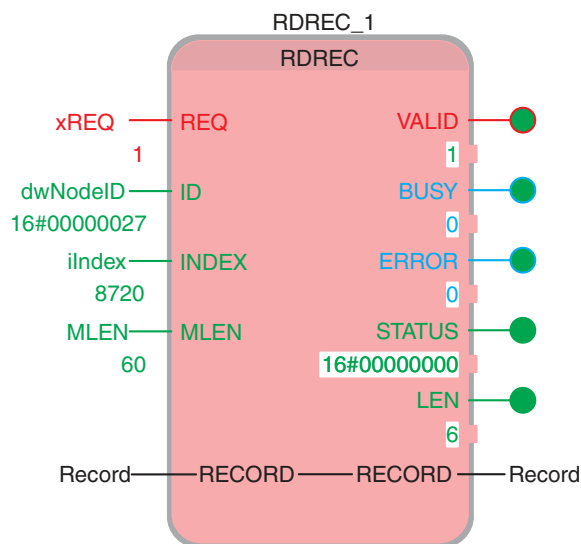 RDREC_1
RDREC
xREQ REQ VALID
1 1
dwNodeID ID BUSY
16#00000027 0
iIndex INDEX ERROR
8720 0
MLEN MLEN STATUS
60 16#00000000
LEN
6
Record RECORD RECORD Record